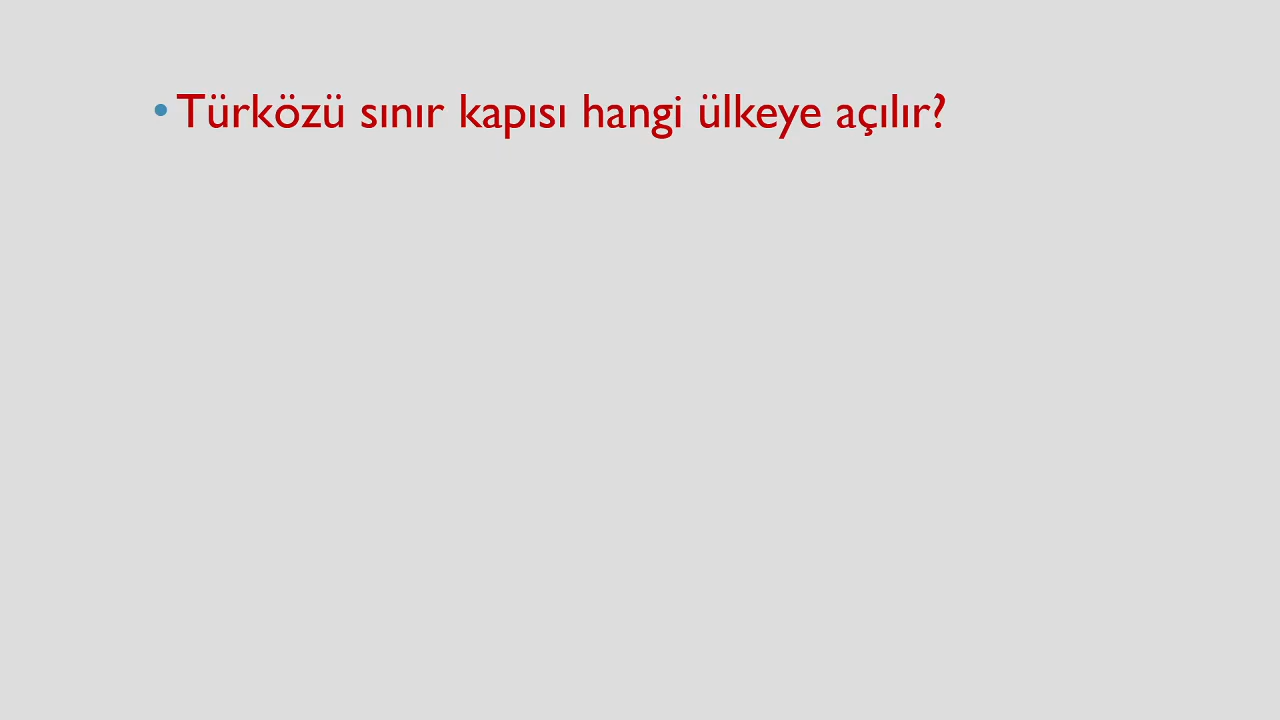 • Türközü sınır kapısı hangi ülkeye açılır?